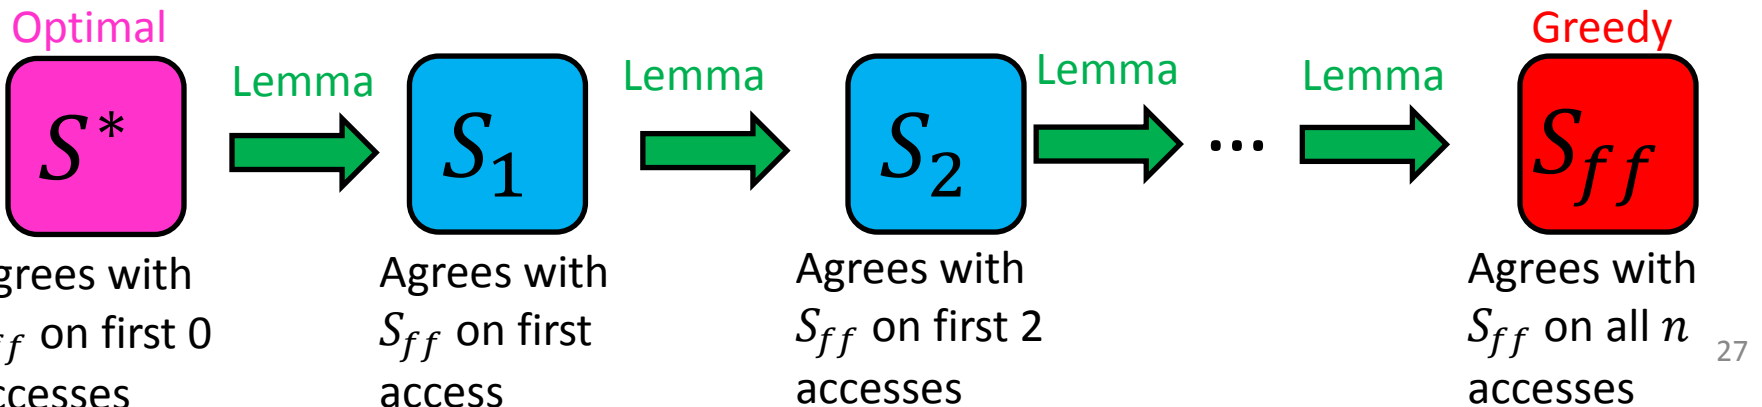 Optimal
S*
grees with
ff on first 0
ccesses
Lemma
S1
Agrees with
Sff on first
access
Lemma
S2
Agrees with
Sff on first 2
accesses
Lemma
...
Lemma
Greedy
Sff
Agrees with
Sff on all n
accesses
27